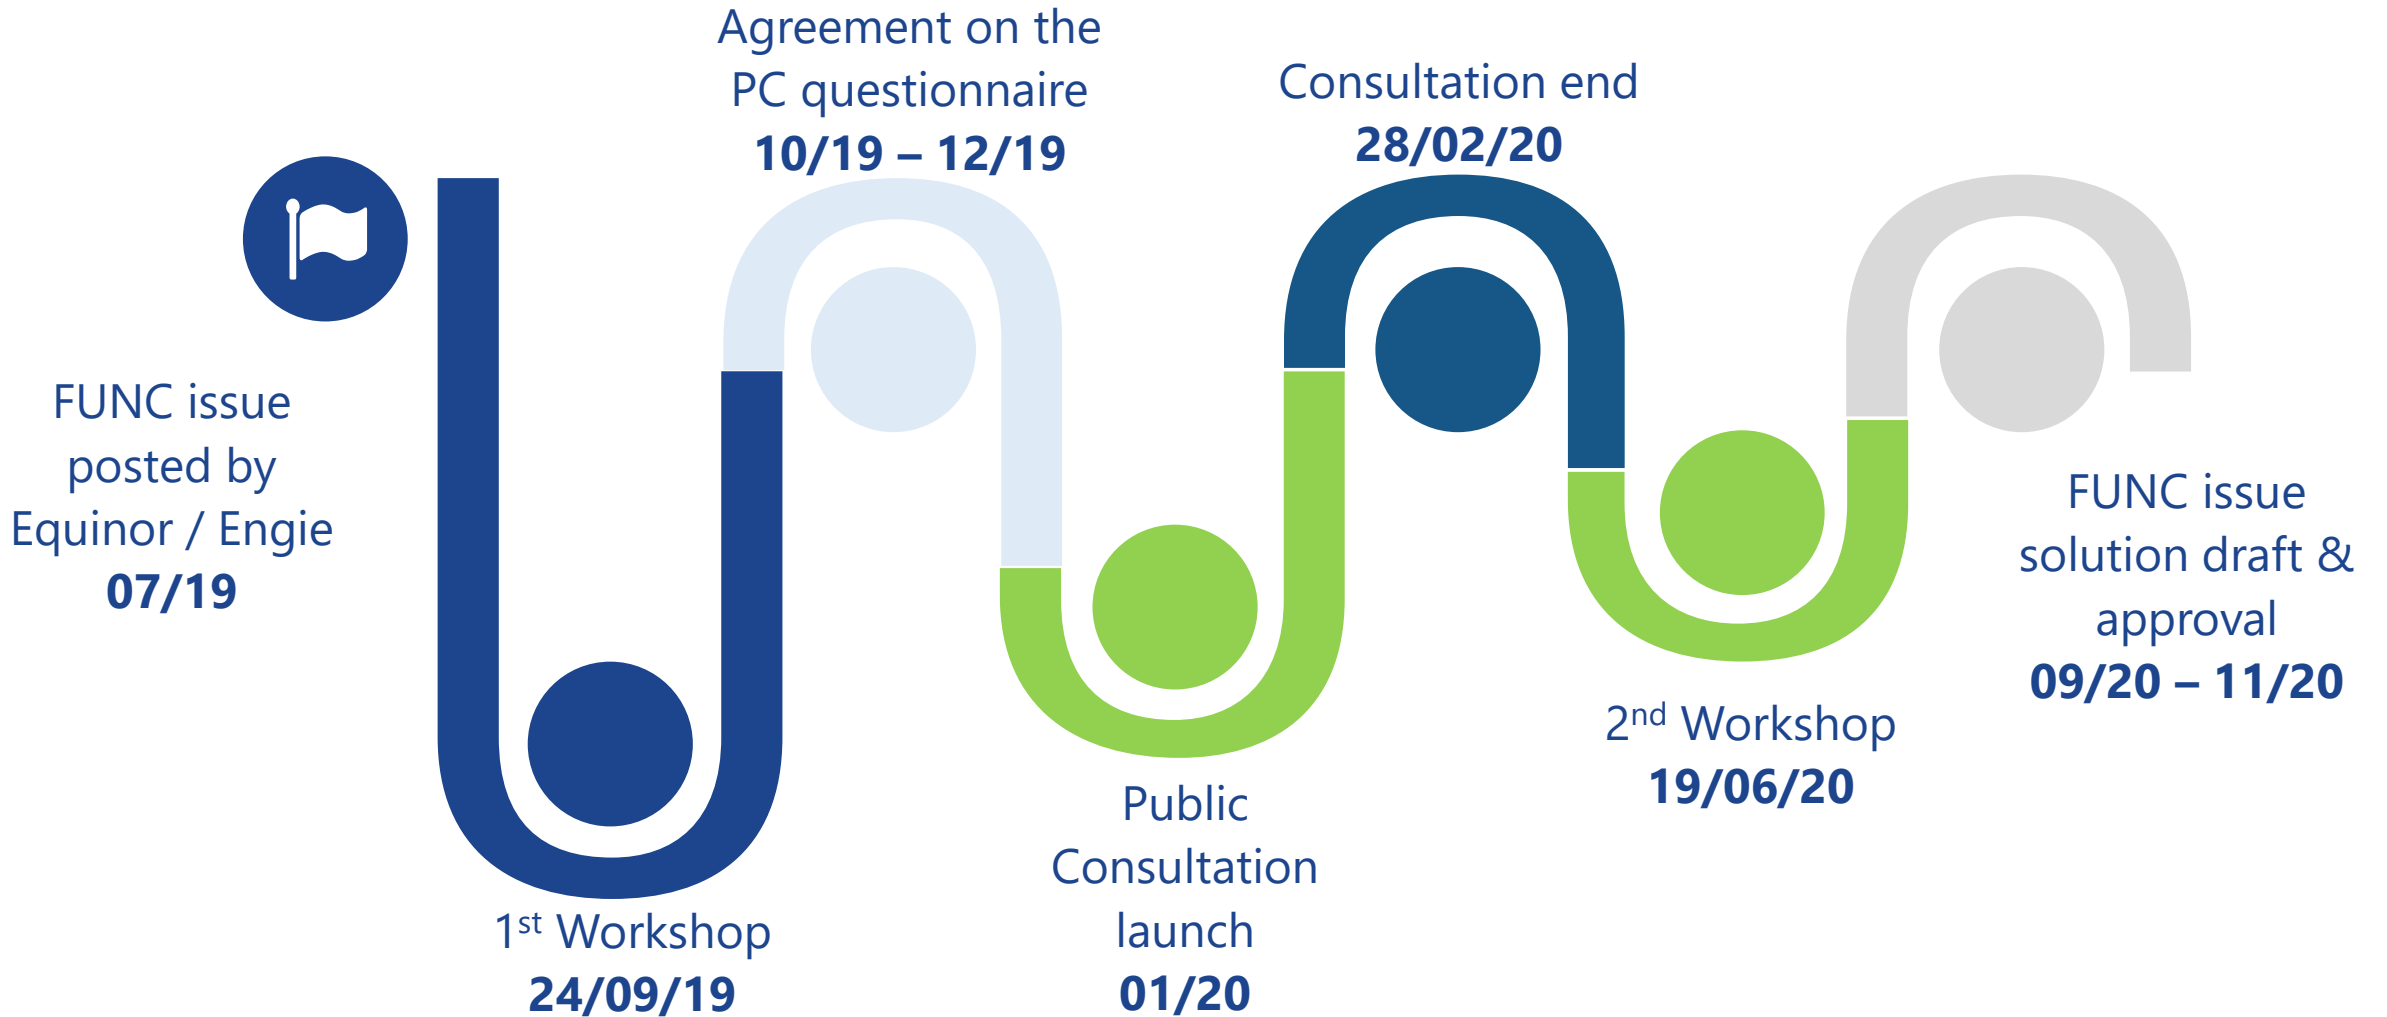 FUNC issue
posted by
Equinor / Engie
07/19
1st Workshop
24/09/19
Agreement on the
PC questionnaire
10/19 – 12/19
Public
Consultation
launch
01/20
Consultation end
28/02/20
2nd Workshop
19/06/20
FUNC issue
solution draft &
approval
09/20 – 11/20